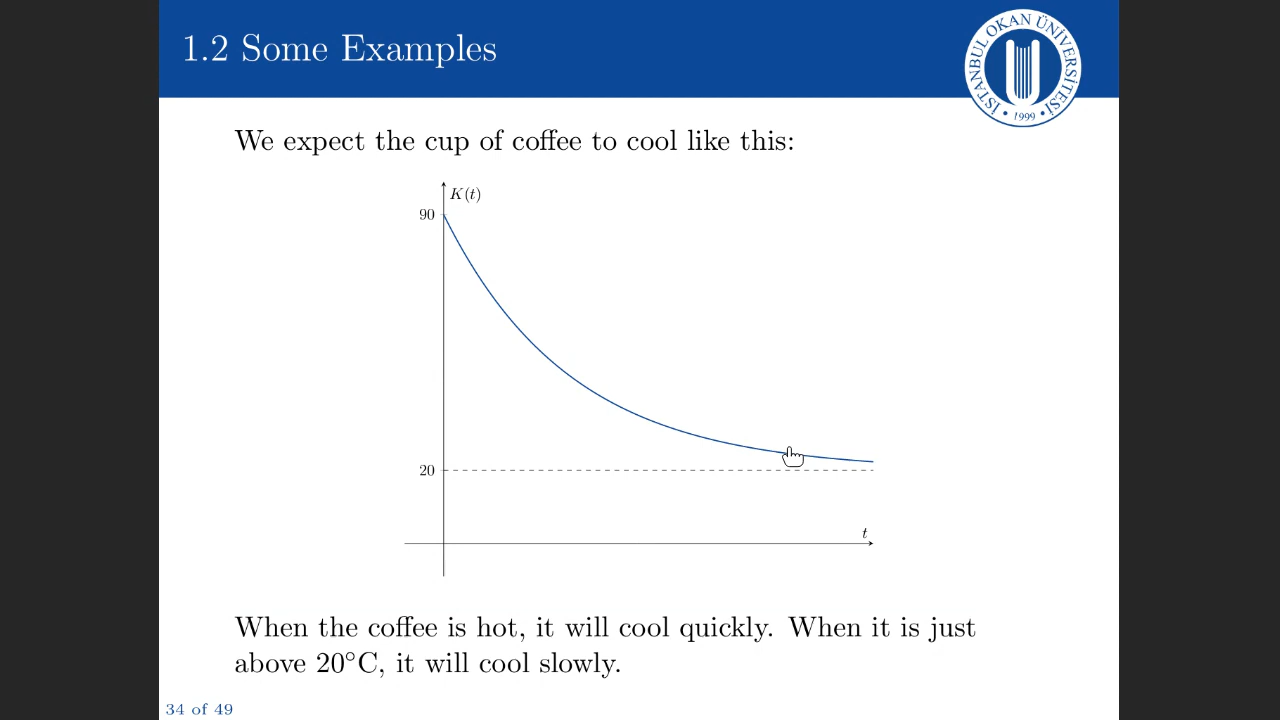 1.2 Some Examples
İSTANBUL OKAN ÜNİVERSİTESİ
• 1999 •
We expect the cup of coffee to cool like this:
K(t)
90
20
t
When the coffee is hot, it will cool quickly. When it is just
above 20°C, it will cool slowly.
34 of 49